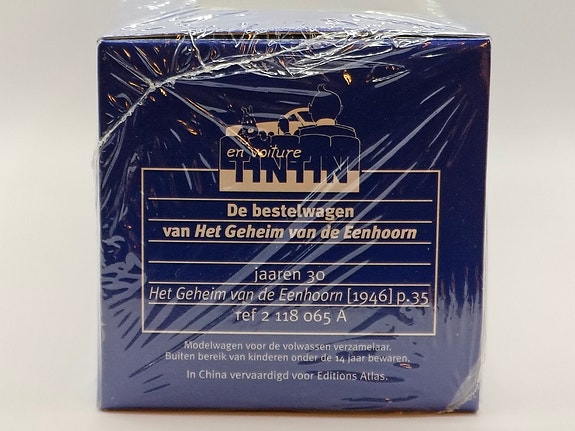 en voiture
TINTIN
De bestelwagen
van Het Geheim van de Eenhoorn
jaaren 30
Het Geheim van de Eenhoorn [1946] p.35
ref 2 118 065 A
Modelwagen voor de volwassen verzamelaar.
Buiten bereik van kinderen onder de 14 jaar bewaren.
In China vervaardigd voor Editions Atlas.